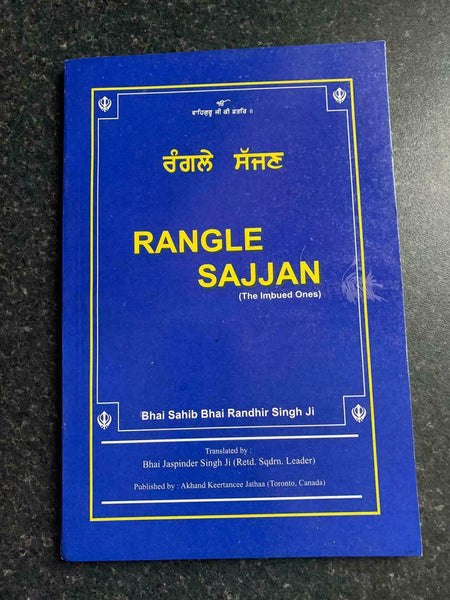 ੴ
ਵਾਹਿਗੁਰੂ ਜੀ ਕੀ ਫ਼ਤਹਿ ॥
ਰੰਗਲੇ ਸੱਜਣ
RANGLE
SAJJAN
(The Imbued Ones)
Bhai Sahib Bhai Randhir Singh Ji
Translated by :
Bhai Jaspinder Singh Ji (Retd. Sqdrn. Leader)
Published by : Akhand Keertancee Jathaa (Toronto, Canada)